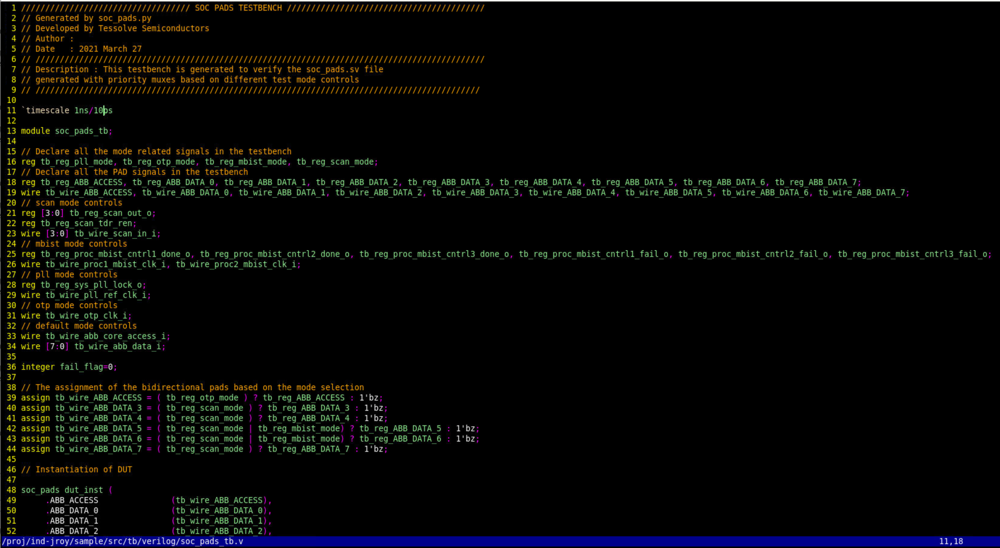 1 /////////////////////////////////// SOC PADS TESTBENCH /////////////////////////////////////////
2 // Generated by soc_pads.py
3 // Developed by Tessolve Semiconductors
4 // Author :
5 // Date   : 2021 March 27
6 // /////////////////////////////////////////////////////////////////////////////////////////////
7 // Description : This testbench is generated to verify the soc_pads.sv file
8 // generated with priority muxes based on different test mode controls
9 // ////////////////////////////////////////////////////////////////////////////////////////////
10
11 `timescale 1ns/10ps
12
13 module soc_pads_tb;
14
15 // Declare all the mode related signals in the testbench
16 reg tb_reg_pll_mode, tb_reg_otp_mode, tb_reg_mbist_mode, tb_reg_scan_mode;
17 // Declare all the PAD signals in the testbench
18 reg tb_reg_ABB_ACCESS, tb_reg_ABB_DATA_0, tb_reg_ABB_DATA_1, tb_reg_ABB_DATA_2, tb_reg_ABB_DATA_3, tb_reg_ABB_DATA_4, tb_reg_ABB_DATA_5, tb_reg_ABB_DATA_6, tb_reg_ABB_DATA_7;
19 wire tb_wire_ABB_ACCESS, tb_wire_ABB_DATA_0, tb_wire_ABB_DATA_1, tb_wire_ABB_DATA_2, tb_wire_ABB_DATA_3, tb_wire_ABB_DATA_4, tb_wire_ABB_DATA_5, tb_wire_ABB_DATA_6, tb_wire_ABB_DATA_7;
20 // scan mode controls
21 reg [3:0] tb_reg_scan_out_o;
22 reg tb_reg_scan_tdr_ren;
23 wire [3:0] tb_wire_scan_in_i;
24 // mbist mode controls
25 reg tb_reg_proc_mbist_cntrl1_done_o, tb_reg_proc_mbist_cntrl2_done_o, tb_reg_proc_mbist_cntrl3_done_o, tb_reg_proc_mbist_cntrl1_fail_o, tb_reg_proc_mbist_cntrl2_fail_o, tb_reg_proc_mbist_cntrl3_fail_o;
26 wire tb_wire_proc1_mbist_clk_i, tb_wire_proc2_mbist_clk_i;
27 // pll mode controls
28 reg tb_reg_sys_pll_lock_o;
29 wire tb_wire_pll_ref_clk_i;
30 // otp mode controls
31 wire tb_wire_otp_clk_i;
32 // default mode controls
33 wire tb_wire_abb_core_access_i;
34 wire [7:0] tb_wire_abb_data_i;
35
36 integer fail_flag=0;
37
38 // The assignment of the bidirectional pads based on the mode selection
39 assign tb_wire_ABB_ACCESS = ( tb_reg_otp_mode ) ? tb_reg_ABB_ACCESS : 1'bz;
40 assign tb_wire_ABB_DATA_3 = ( tb_reg_scan_mode ) ? tb_reg_ABB_DATA_3 : 1'bz;
41 assign tb_wire_ABB_DATA_4 = ( tb_reg_scan_mode ) ? tb_reg_ABB_DATA_4 : 1'bz;
42 assign tb_wire_ABB_DATA_5 = ( tb_reg_scan_mode | tb_reg_mbist_mode) ? tb_reg_ABB_DATA_5 : 1'bz;
43 assign tb_wire_ABB_DATA_6 = ( tb_reg_scan_mode | tb_reg_mbist_mode) ? tb_reg_ABB_DATA_6 : 1'bz;
44 assign tb_wire_ABB_DATA_7 = ( tb_reg_scan_mode ) ? tb_reg_ABB_DATA_7 : 1'bz;
45
46 // Instantiation of DUT
47
48 soc_pads dut_inst (
49      .ABB_ACCESS               (tb_wire_ABB_ACCESS),
50      .ABB_DATA_0               (tb_wire_ABB_DATA_0),
51      .ABB_DATA_1               (tb_wire_ABB_DATA_1),
52      .ABB_DATA_2               (tb_wire_ABB_DATA_2),
/proj/ind-jroy/sample/src/tb/verilog/soc_pads_tb.v 11,18